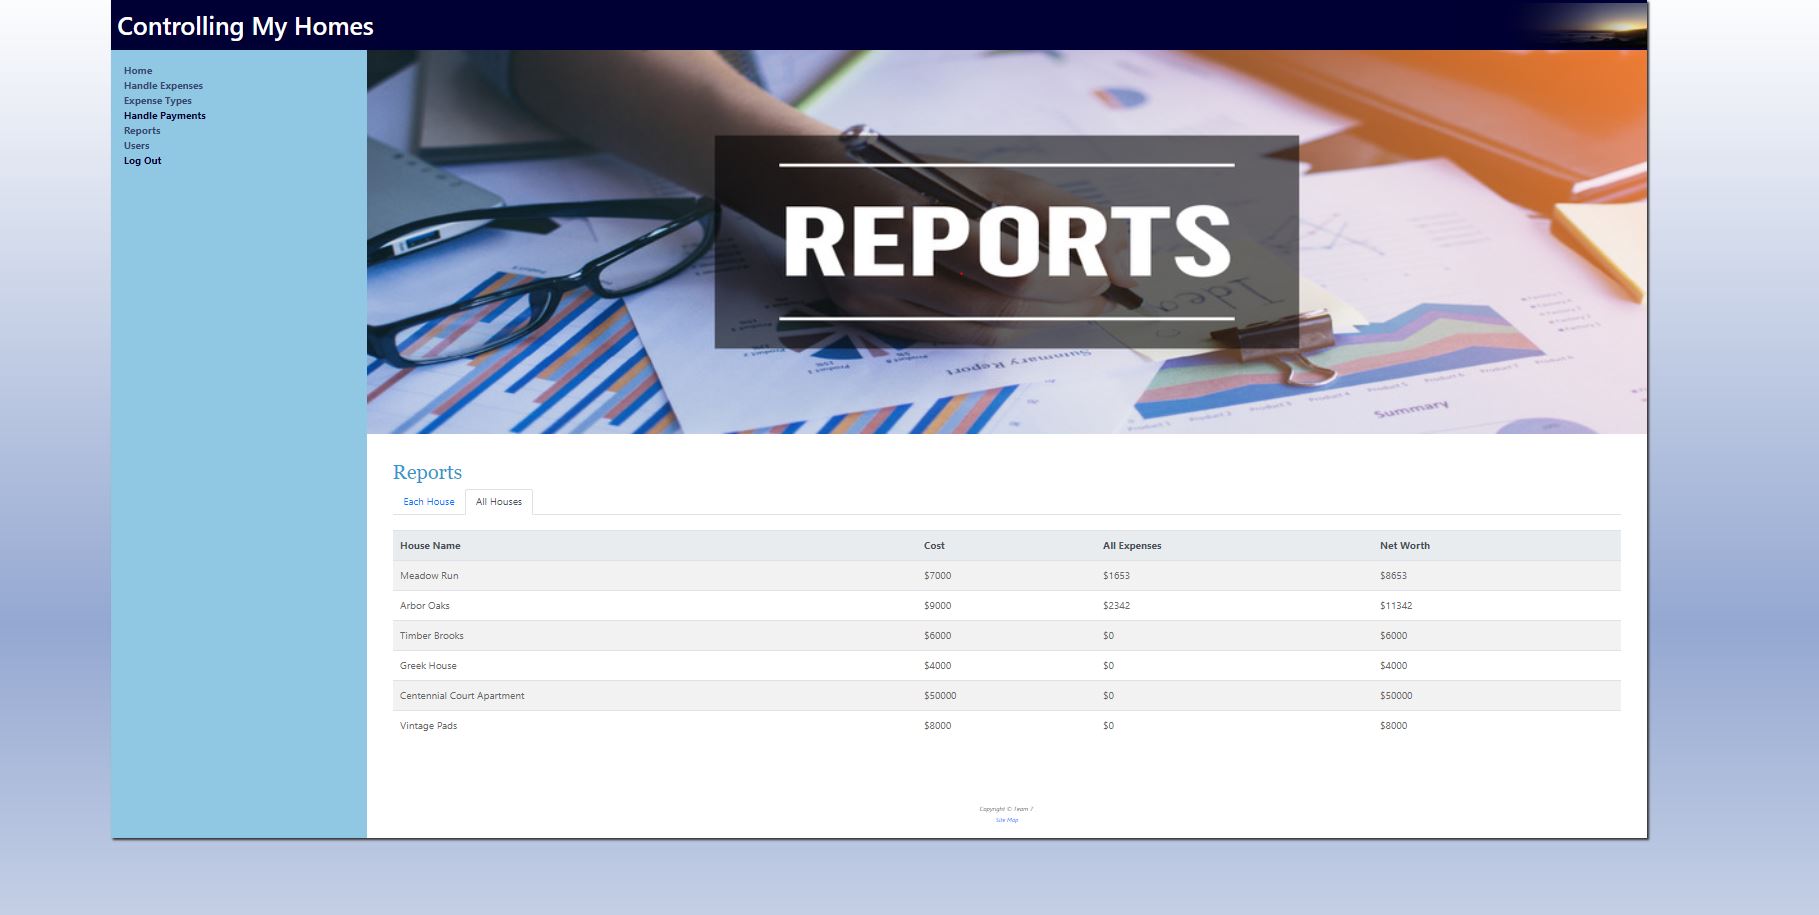 Controlling My Homes
Home
Handle Expenses
Expense Types
Handle Payments
Reports
Users
Log Out
REPORTS
Idea
Summary Report
Summary
Reports
Each House All Houses
House Name Cost All Expenses Net Worth
Meadow Run $7000 $1653 $8653
Arbor Oaks $9000 $2342 $11342
Timber Brooks $6000 $0 $6000
Greek House $4000 $0 $4000
Centennial Court Apartment $50000 $0 $50000
Vintage Pads $8000 $0 $8000
Copyright © Team 7
Site Map